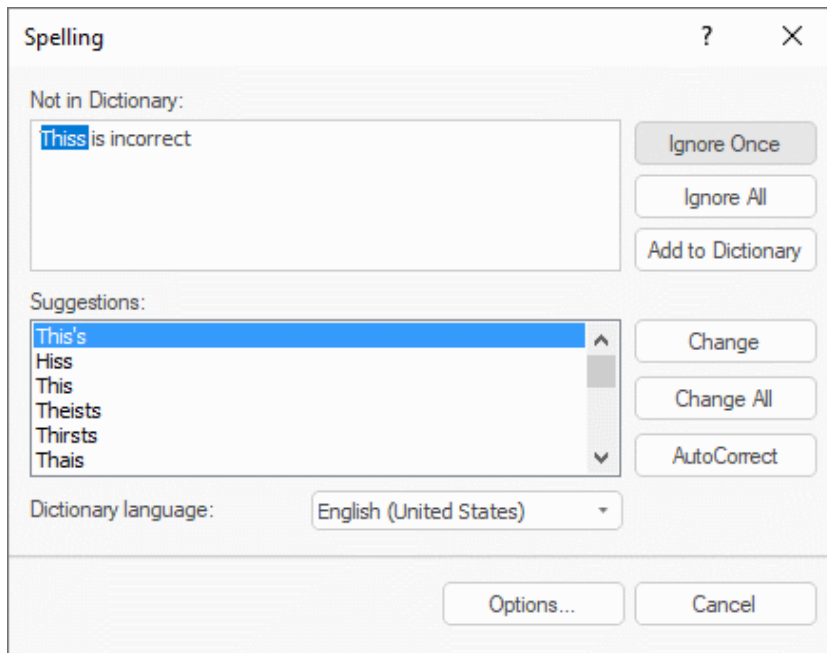 Spelling
?
Not in Dictionary:
Thiss is incorrect
Ignore Once
Ignore All
Add to Dictionary
Suggestions:
This's
Hiss
This
Theists
Thirsts
Thais
Change
Change All
AutoCorrect
Dictionary language:
English (United States)
Options...
Cancel